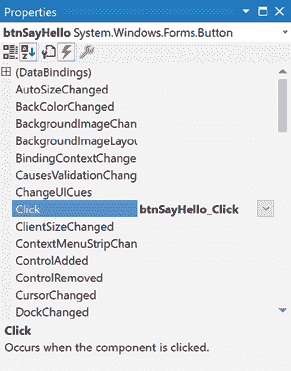 Properties
btnSayHello System.Windows.Forms.Button
(DataBindings)
AutoSizeChanged
BackColorChanged
BackgroundImageChan
BackgroundImageLayou
BindingContextChange
CausesValidationChang
ChangeUICues
Click btnSayHello_Click
ClientSizeChanged
ContextMenuStripChan
ControlAdded
ControlRemoved
CursorChanged
DockChanged
Click
Occurs when the component is clicked.